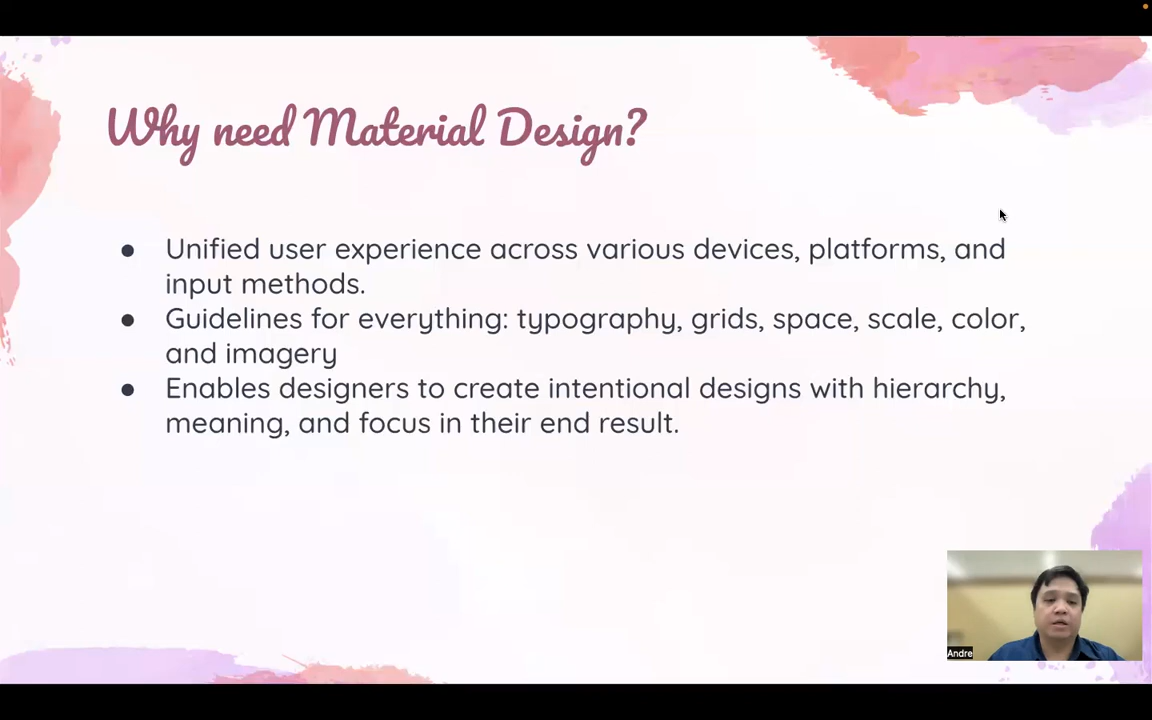 Why need Material Design?
● Unified user experience across various devices, platforms, and
input methods.
● Guidelines for everything: typography, grids, space, scale, color,
and imagery
● Enables designers to create intentional designs with hierarchy,
meaning, and focus in their end result.
Andre